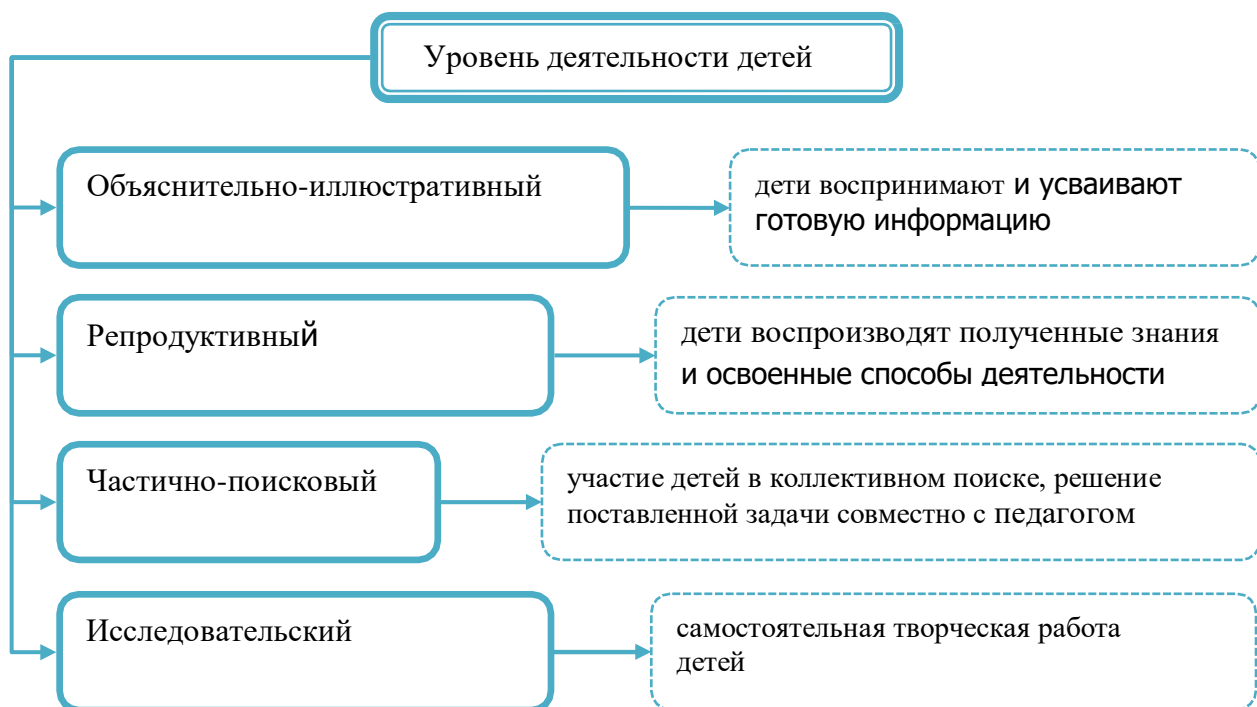 Уровень деятельности детей
Объяснительно-иллюстративный
дети воспринимают и усваивают
готовую информацию
Репродуктивный
дети воспроизводят полученные знания
и освоенные способы деятельности
Частично-поисковый
участие детей в коллективном поиске, решение
поставленной задачи совместно с педагогом
Исследовательский
самостоятельная творческая работа
детей